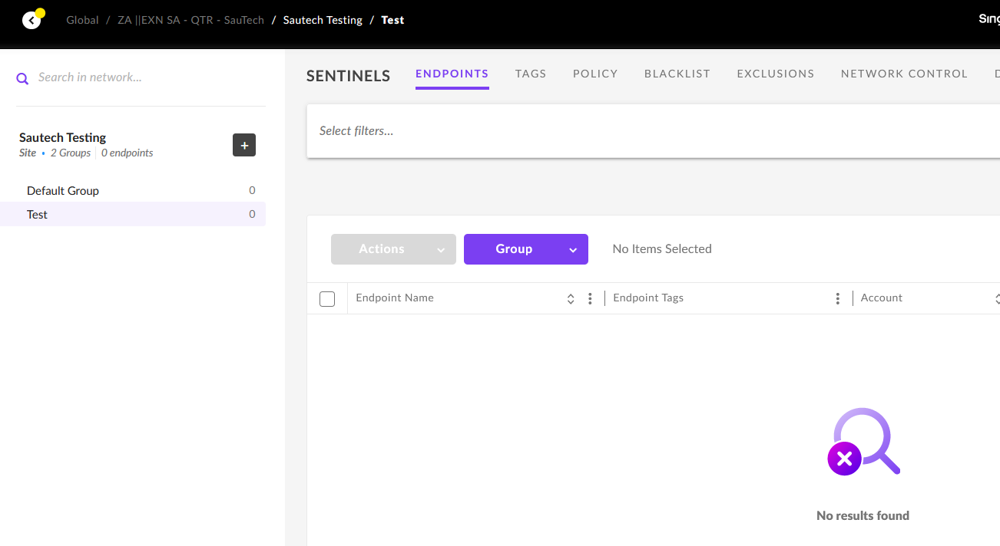 Global / ZA ||EXN SA - QTR - SauTech / Sautech Testing / Test
Search in network...
SENTINELS ENDPOINTS TAGS POLICY BLACKLIST EXCLUSIONS NETWORK CONTROL
Select filters...
Sautech Testing
Site • 2 Groups 0 endpoints
+
Default Group 0
Test 0
Actions Group No Items Selected
Endpoint Name Endpoint Tags Account
No results found